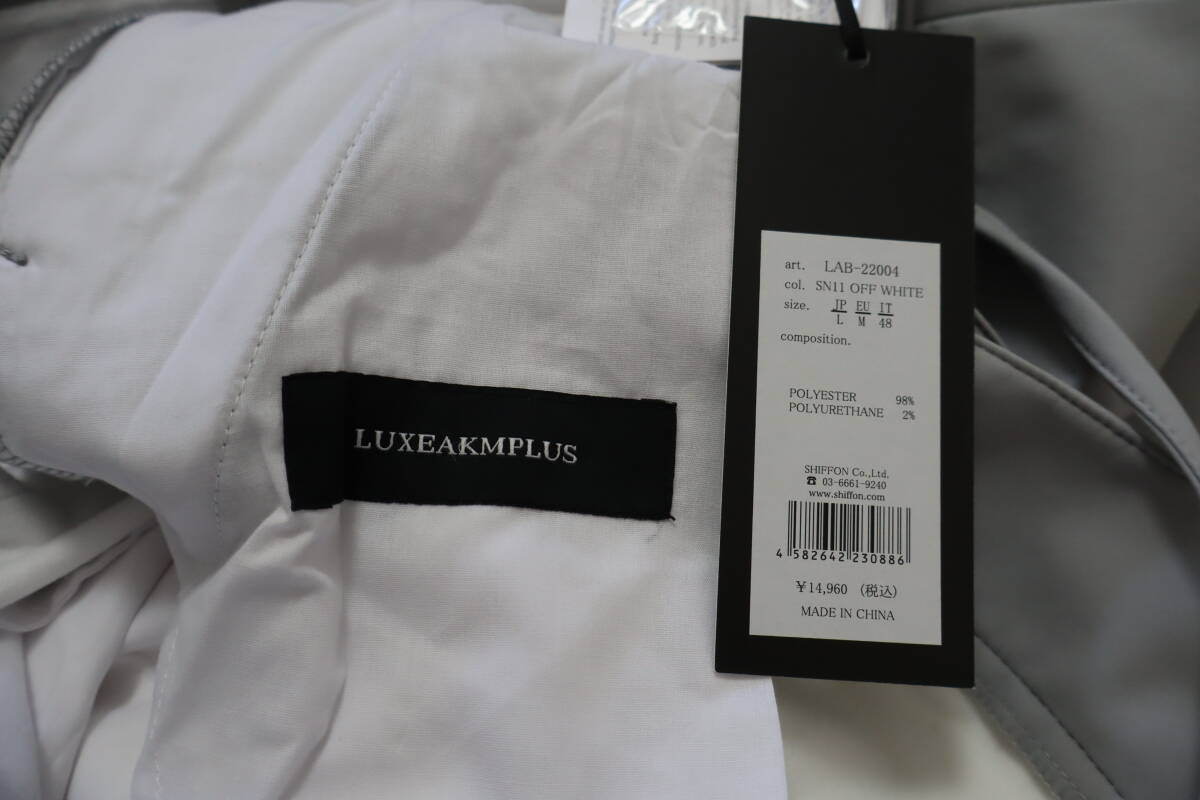 LUXEAKMPLUS
art. LAB-22004
col. SN11 OFF WHITE
size. JP EU IT
L M 48
composition.
POLYESTER 98%
POLYURETHANE 2%
SHIFFON Co.,Ltd.
☎ 03-6661-9240
www.shiffon.com
4 582642 230886
¥14,960 (税込)
MADE IN CHINA